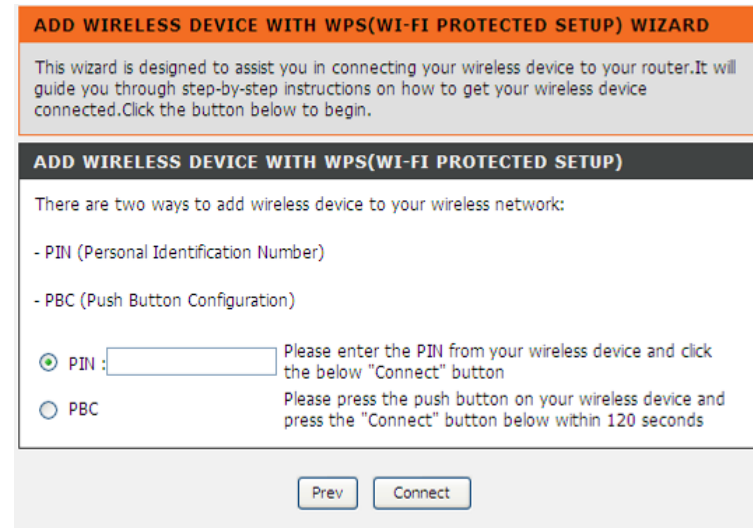 ADD WIRELESS DEVICE WITH WPS(WI-FI PROTECTED SETUP) WIZARD
This wizard is designed to assist you in connecting your wireless device to your router.It will
guide you through step-by-step instructions on how to get your wireless device
connected.Click the button below to begin.
ADD WIRELESS DEVICE WITH WPS(WI-FI PROTECTED SETUP)
There are two ways to add wireless device to your wireless network:
- PIN (Personal Identification Number)
- PBC (Push Button Configuration)
PIN : Please enter the PIN from your wireless device and click
the below "Connect" button
PBC Please press the push button on your wireless device and
press the "Connect" button below within 120 seconds
Prev Connect